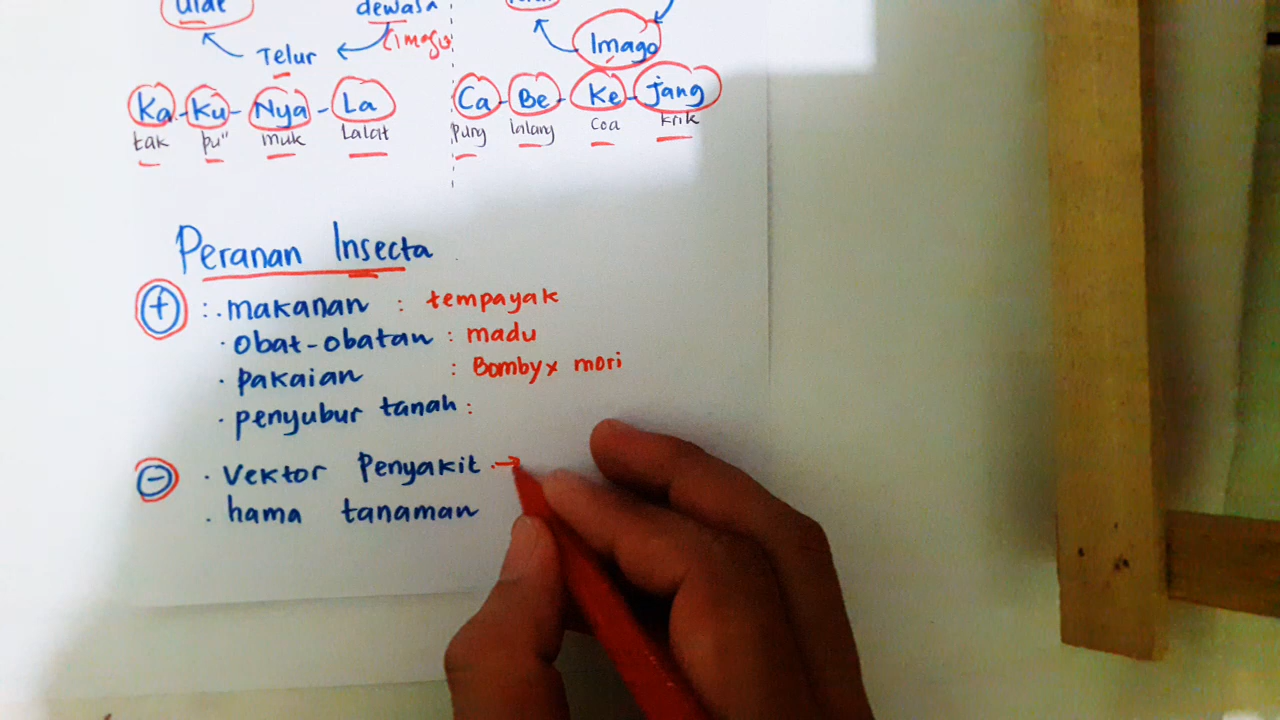 dewasa
(imago
Telur
Imago
Ka-Ku-Nya-La
tak pu" muk Lalat
Ca-Be-Ke-jang
pung lalang coa krik
Peranan Insecta
+ : . makanan : tempayak
. obat-obatan : madu
. pakaian : Bombyx mori
. penyubur tanah :
- . Vektor Penyakit →
. hama tanaman